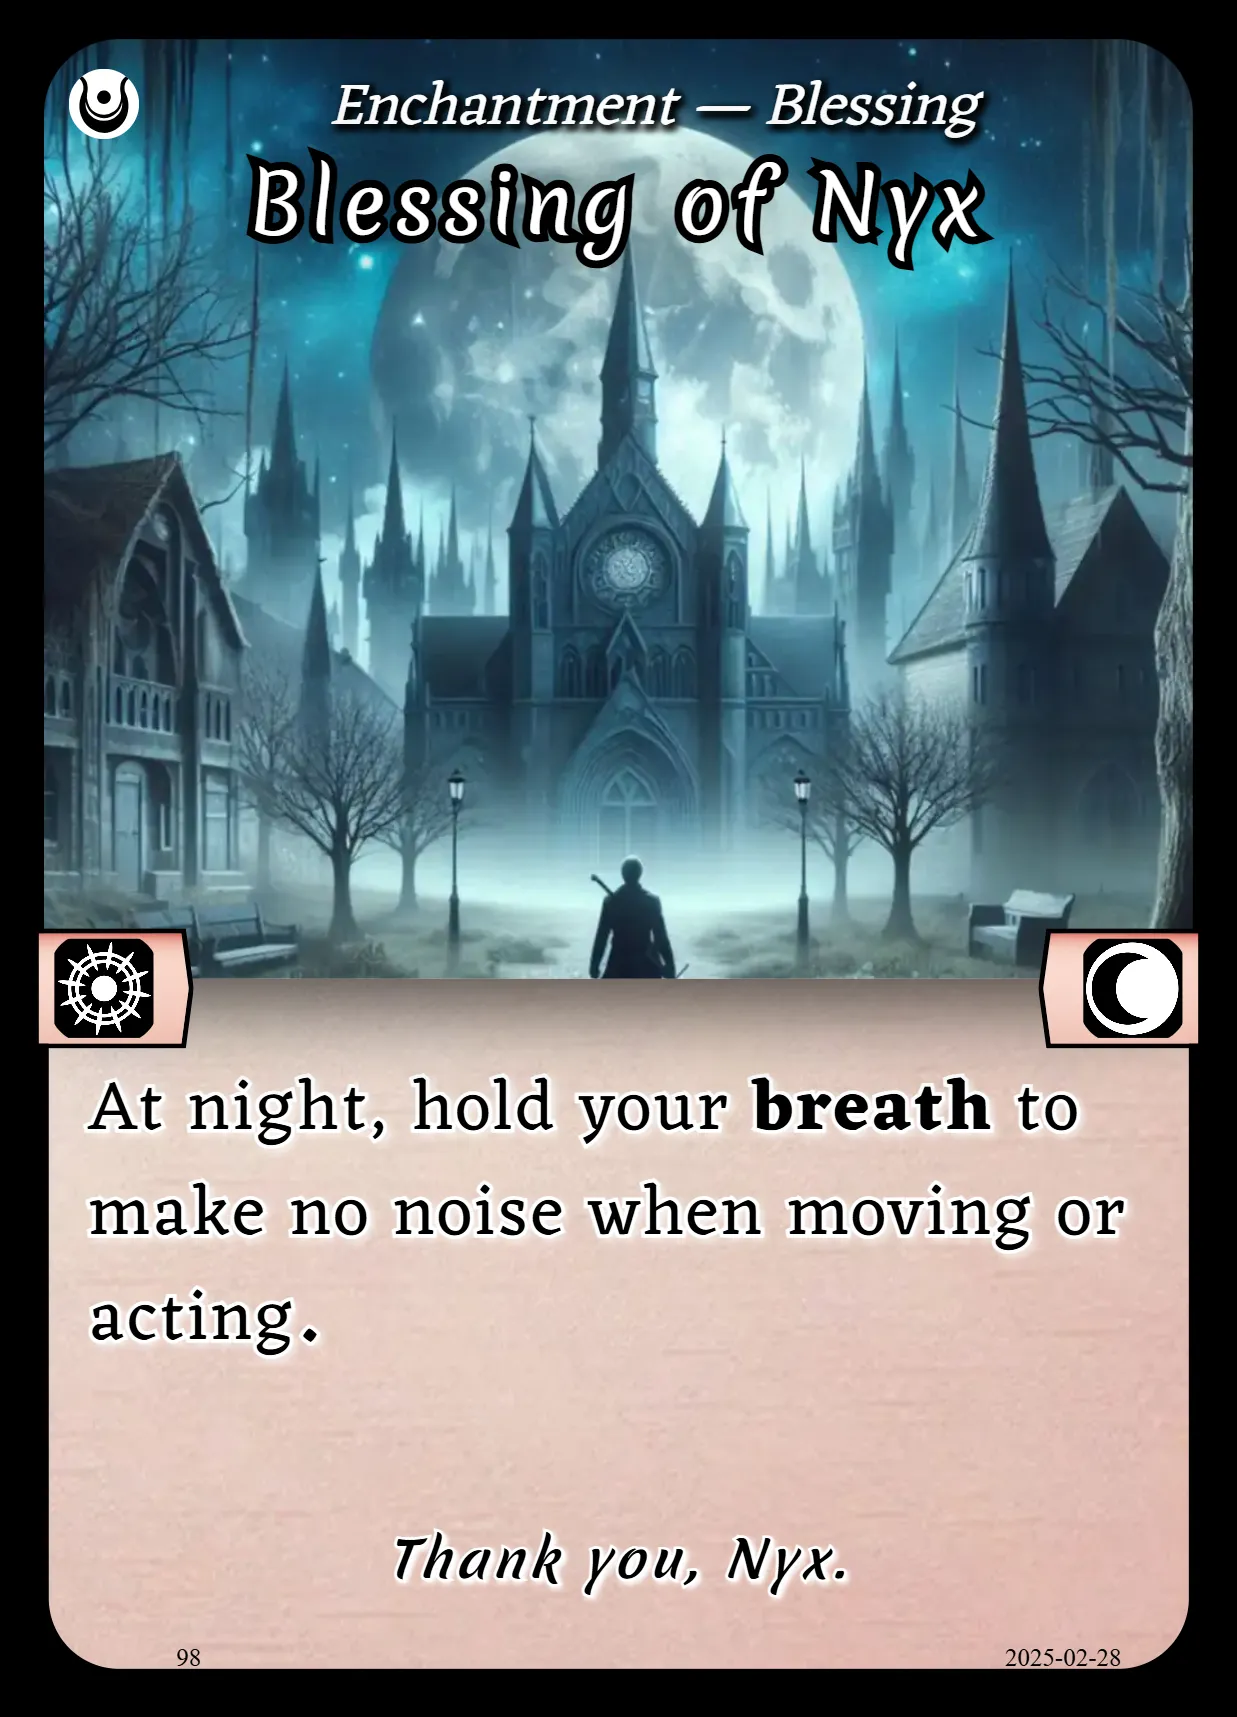 Enchantment — Blessing
Blessing of Nyx
At night, hold your breath to
make no noise when moving or
acting.
Thank you, Nyx.
98
2025-02-28